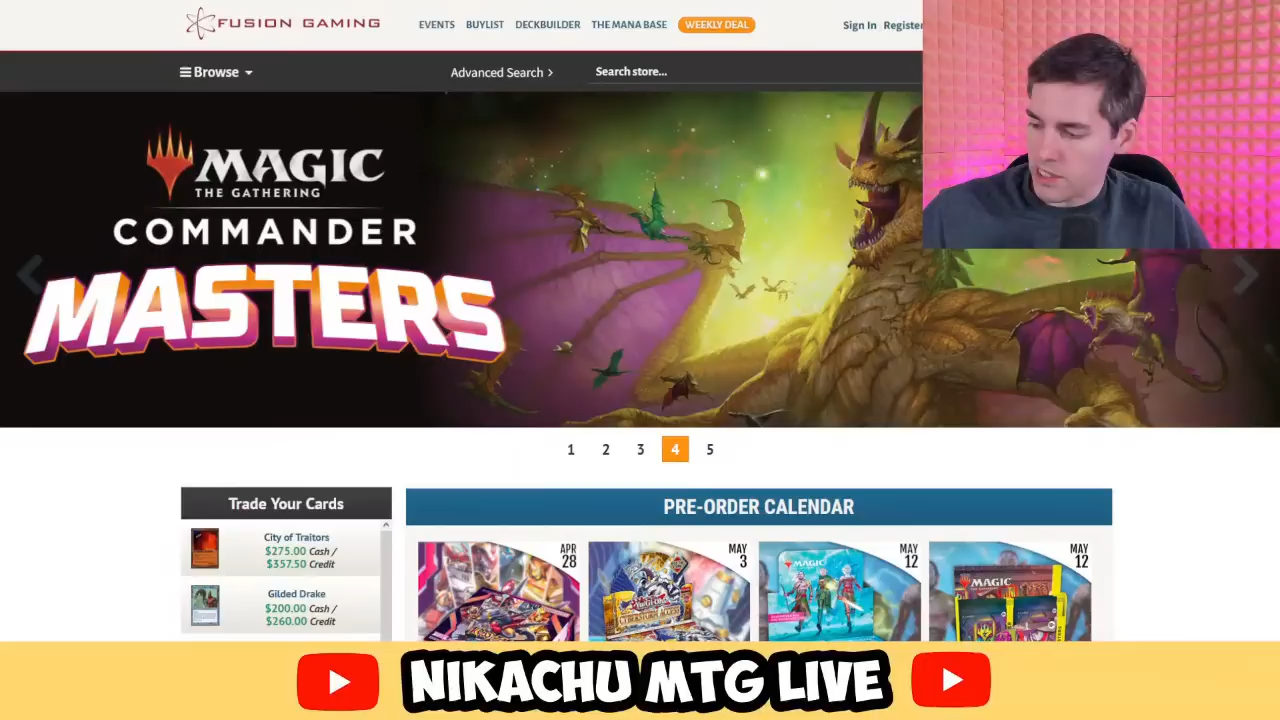 FUSION GAMING
EVENTS BUYLIST DECKBUILDER THE MANA BASE WEEKLY DEAL
Sign In Register
Browse
Advanced Search >
Search store...
MAGIC
THE GATHERING
COMMANDER
MASTERS
1 2 3 4 5
Trade Your Cards
City of Traitors
$275.00 Cash /
$357.50 Credit
Gilded Drake
$200.00 Cash /
$260.00 Credit
PRE-ORDER CALENDAR
APR
28
MAY
3
MAY
12
MAGIC
MAY
12
MAGIC
NIKACHU MTG LIVE